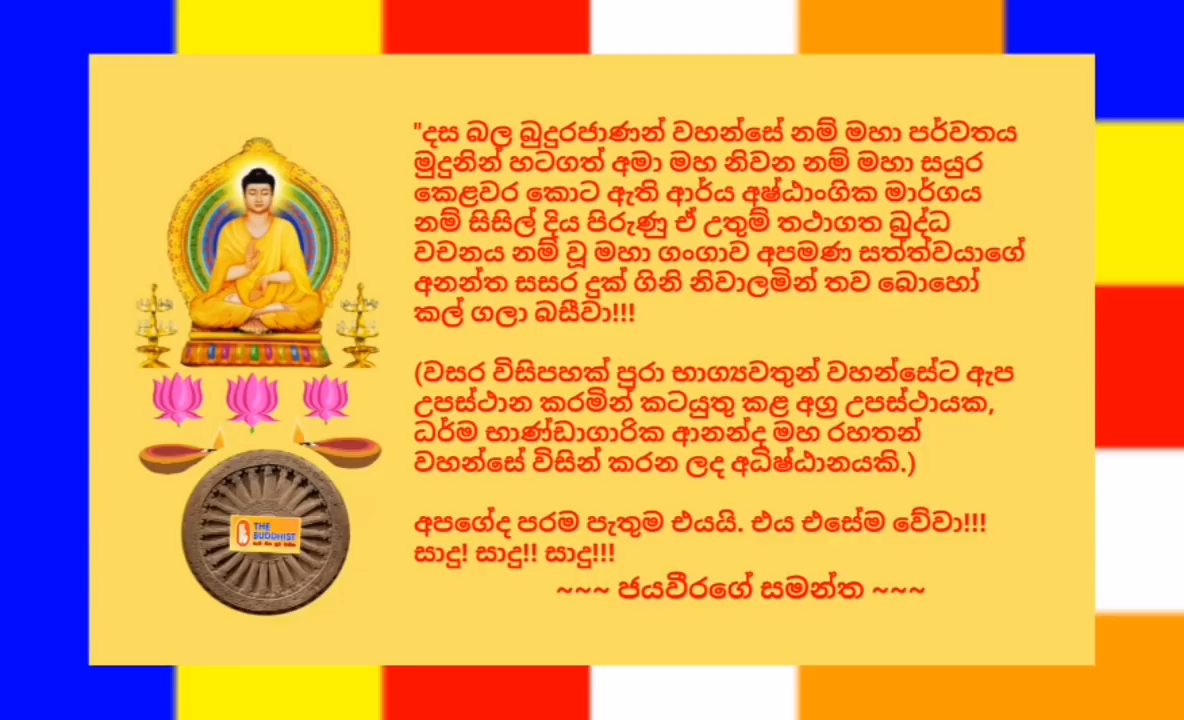 "දස බල බුදුරජාණන් වහන්සේ නම් මහා පර්වතය
මුදුනින් හටගත් අමා මහ නිවන නම් මහා සයුර
කෙළවර කොට ඇති ආර්ය අෂ්ඨාංගික මාර්ගය
නම් සිසිල් දිය පිරුණු ඒ උතුම් තථාගත බුද්ධ
වචනය නම් වූ මහා ගංගාව අපමණ සත්ත්වයාගේ
අනන්ත සසර දුක් ගිනි නිවාලමින් තව බොහෝ
කල් ගලා බසීවා!!!
(වසර විසිපහක් පුරා භාග්‍යවතුන් වහන්සේට ඇප
උපස්ථාන කරමින් කටයුතු කළ අග්‍ර උපස්ථායක,
ධර්ම භාණ්ඩාගාරික ආනන්ද මහ රහතන්
වහන්සේ විසින් කරන ලද අධිෂ්ඨානයකි.)
අපගේද පරම පැතුම එයයි. එය එසේම වේවා!!!
සාදු! සාදු!! සාදු!!!
~~~ ජයවීරගේ සමන්ත ~~~
THE
BUDDHIST